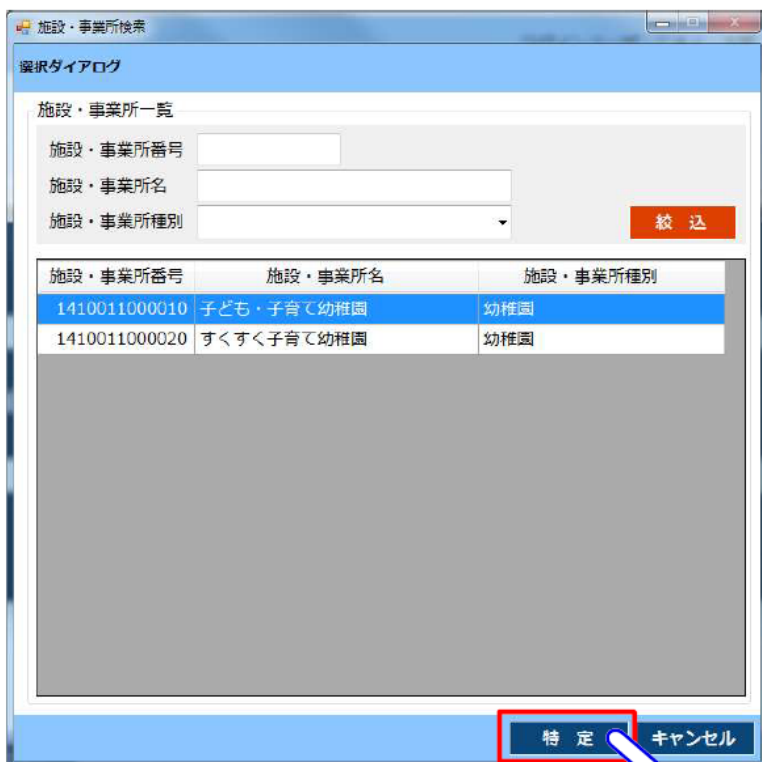 施設・事業所検索
選択ダイアログ
施設・事業所一覧
施設・事業所番号
施設・事業所名
施設・事業所種別
絞 込
施設・事業所番号 施設・事業所名 施設・事業所種別
1410011000010 子ども・子育て幼稚園 幼稚園
1410011000020 すくすく子育て幼稚園 幼稚園
特 定 キャンセル